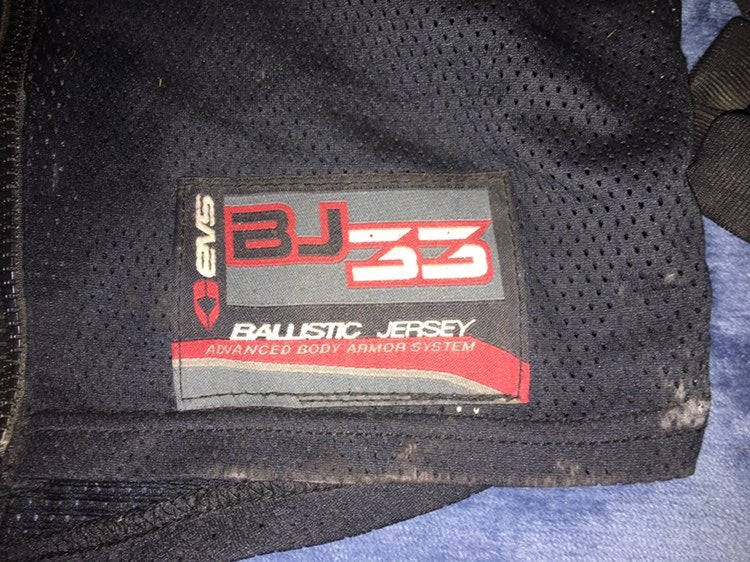 EVS
BJ33
BALLISTIC JERSEY
ADVANCED BODY ARMOR SYSTEM